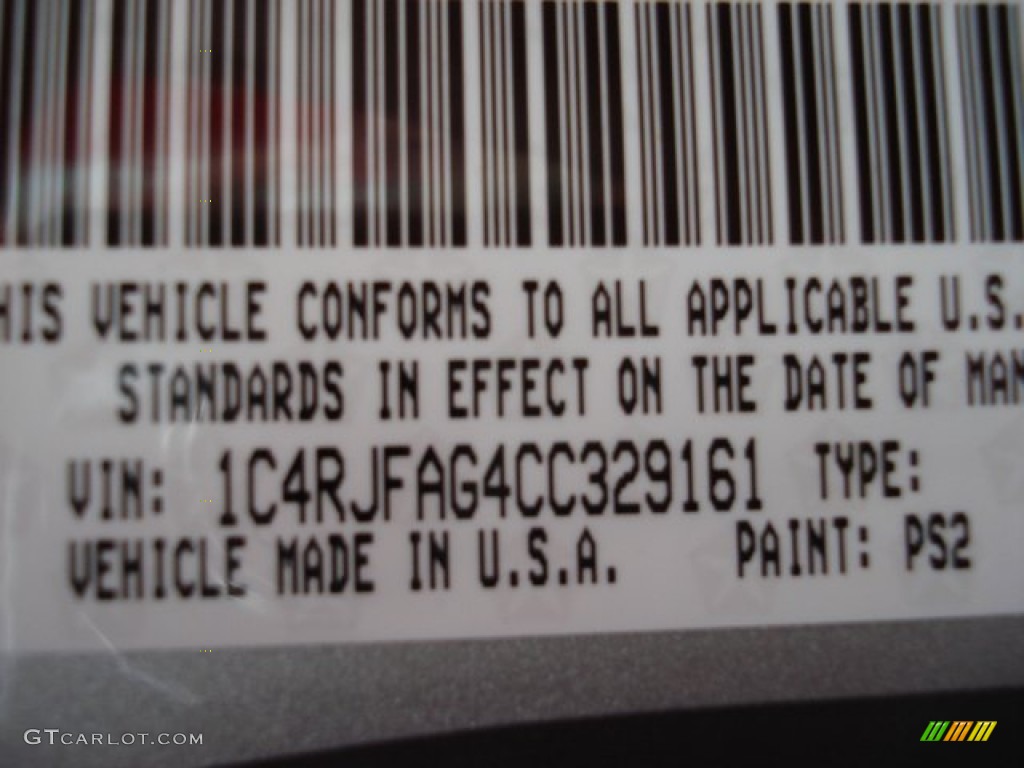 HIS VEHICLE CONFORMS TO ALL APPLICABLE U.S.
STANDARDS IN EFFECT ON THE DATE OF MAN
VIN: 1C4RJFAG4CC329161 TYPE:
VEHICLE MADE IN U.S.A. PAINT: PS2
GTCARLOT.COM